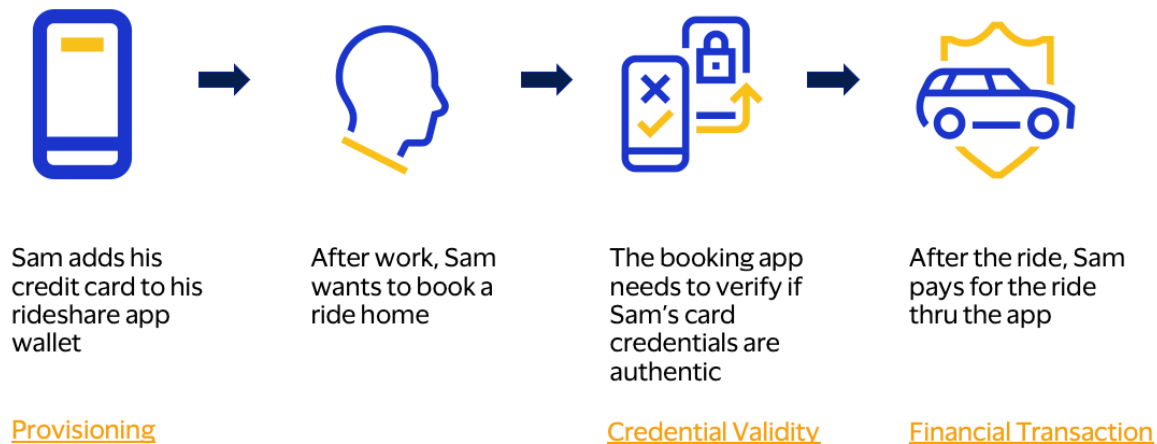 Sam adds his
credit card to his
rideshare app
wallet
Provisioning
After work, Sam
wants to book a
ride home
The booking app
needs to verify if
Sam's card
credentials are
authentic
Credential Validity
After the ride, Sam
pays for the ride
thru the app
Financial Transaction